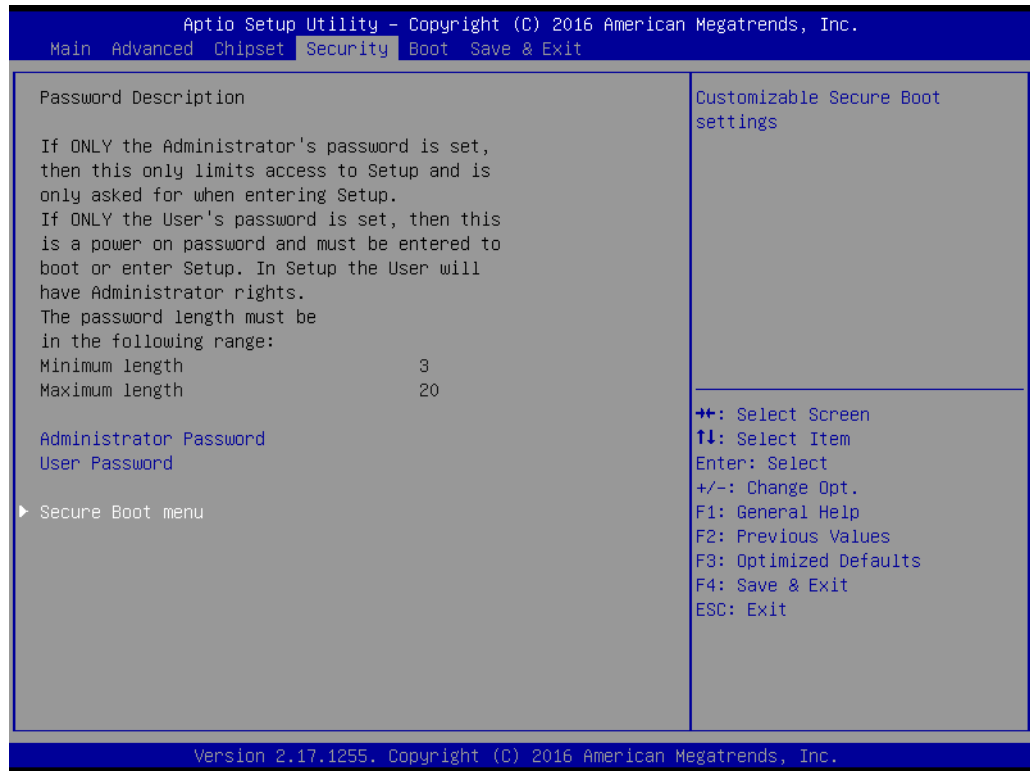 Aptio Setup Utility – Copyright (C) 2016 American Megatrends, Inc.
Main Advanced Chipset Security Boot Save & Exit
Password Description
If ONLY the Administrator's password is set,
then this only limits access to Setup and is
only asked for when entering Setup.
If ONLY the User's password is set, then this
is a power on password and must be entered to
boot or enter Setup. In Setup the User will
have Administrator rights.
The password length must be
in the following range:
Minimum length 3
Maximum length 20
Administrator Password
User Password
▶ Secure Boot menu
Customizable Secure Boot
settings
→←: Select Screen
↑↓: Select Item
Enter: Select
+/-: Change Opt.
F1: General Help
F2: Previous Values
F3: Optimized Defaults
F4: Save & Exit
ESC: Exit
Version 2.17.1255. Copyright (C) 2016 American Megatrends, Inc.